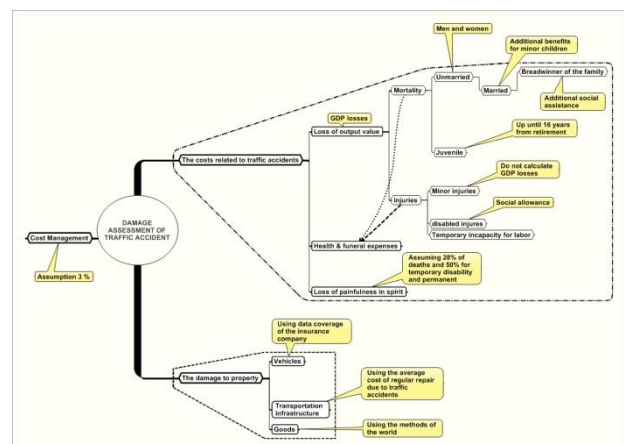 Men and women
Additional benefits
for minor children
Unmarried
Breadwinner of the family
Mortality
Married
Additional social
assistance
GDP losses
Loss of output value
Up until 16 years
from retirement
Juvenile
The costs related to traffic accidents
Do not calculate
GDP losses
Minor injuries
Injuries
Social allowance
disabled injures
Temporary incapacity for labor
DAMAGE
ASSESSMENT OF
TRAFFIC ACCIDENT
Cost Management
Assumption 3 %
Health & funeral expenses
Assuming 28% of
deaths and 50% for
temporary disability
and permanent
Loss of painfulness in spirit
Using data coverage
of the insurance
company
Vehicles
The damage to property
Using the average
cost of regular repair
due to traffic
accidents
Transportation
infrastructure
Goods
Using the methods of
the world